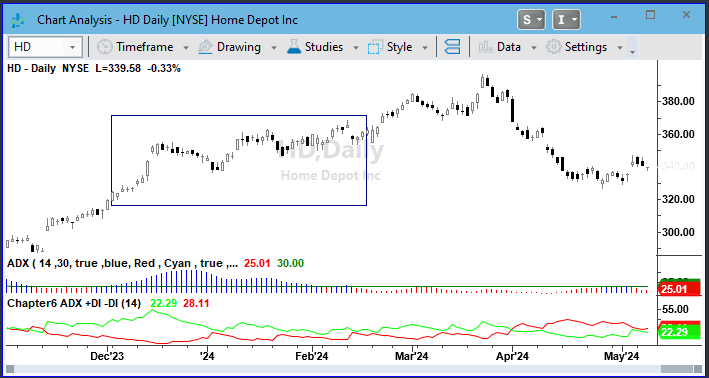 Chart Analysis - HD Daily [NYSE] Home Depot Inc
S I
HD Timeframe Drawing Studies Style Data Settings
HD - Daily NYSE L=339.58 -0.33%
380.00
360.00
HD,Daily
Home Depot Inc
320.00
300.00
ADX ( 14 ,30, true ,blue, Red , Cyan , true ,... 25.01 30.00
25.01
Chapter6 ADX +DI -DI (14) 22.29 28.11
55.00
22.29
Dec'23 '24 Feb'24 Mar'24 Apr'24 May'24